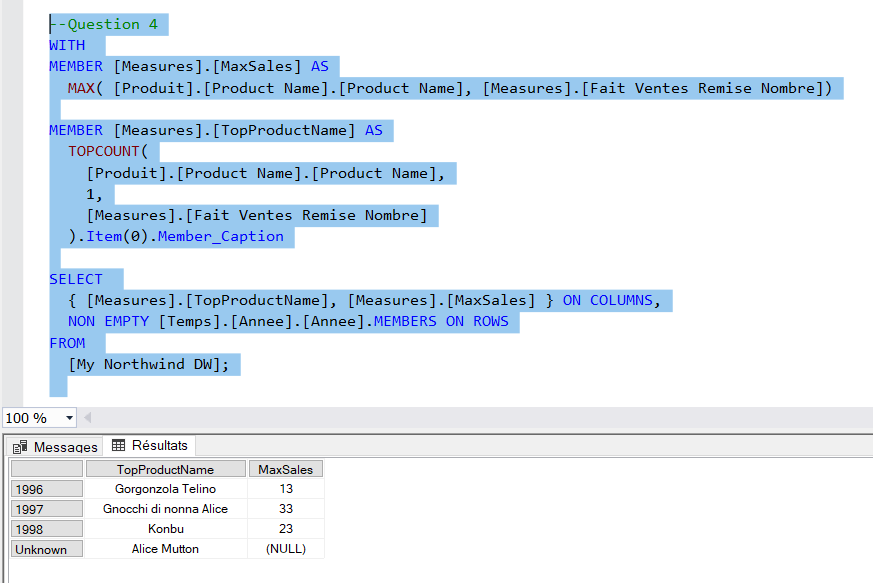 --Question 4
WITH
MEMBER [Measures].[MaxSales] AS
MAX( [Produit].[Product Name].[Product Name], [Measures].[Fait Ventes Remise Nombre])
MEMBER [Measures].[TopProductName] AS
TOPCOUNT(
[Produit].[Product Name].[Product Name],
1,
[Measures].[Fait Ventes Remise Nombre]
).Item(0).Member_Caption
SELECT
{ [Measures].[TopProductName], [Measures].[MaxSales] } ON COLUMNS,
NON EMPTY [Temps].[Annee].[Annee].MEMBERS ON ROWS
FROM
[My Northwind DW];
100 %
Messages Résultats
TopProductName MaxSales
1996 Gorgonzola Telino 13
1997 Gnocchi di nonna Alice 33
1998 Konbu 23
Unknown Alice Mutton (NULL)